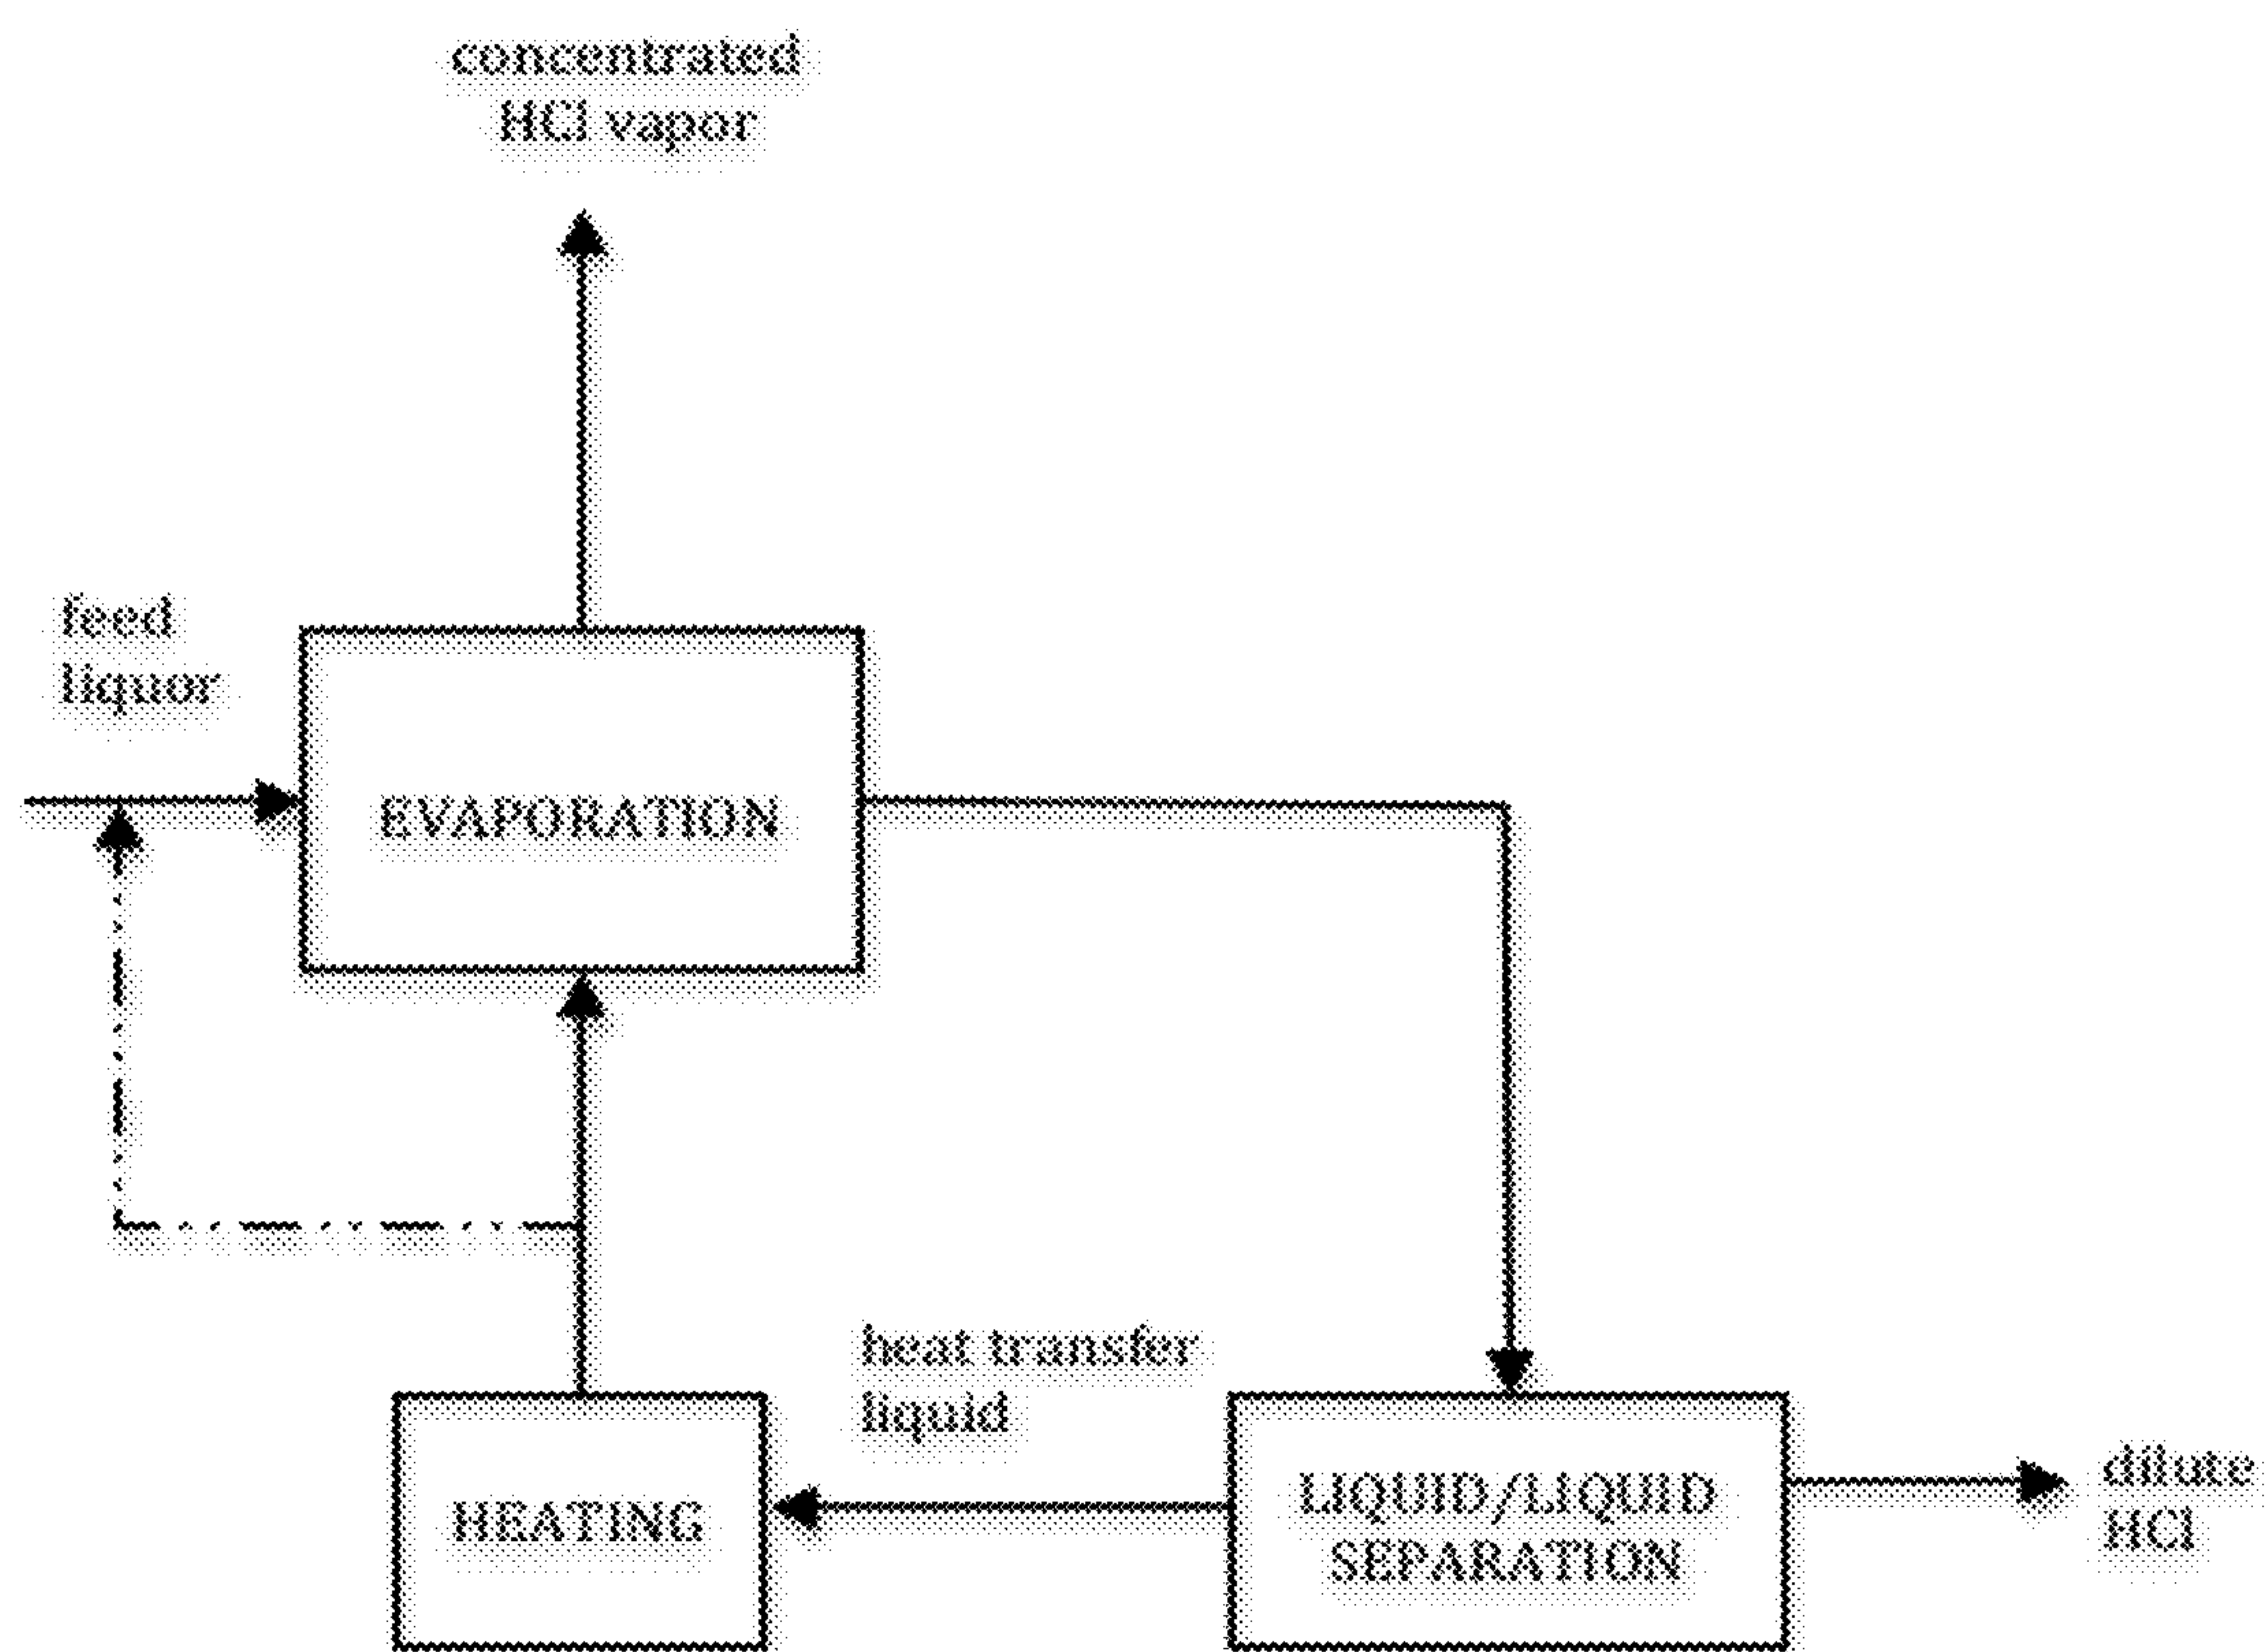 concentrated
HCl vapor
feed
liquor
EVAPORATION
heat transfer
liquid
HEATING
LIQUID/LIQUID
SEPARATION
dilute
HCl